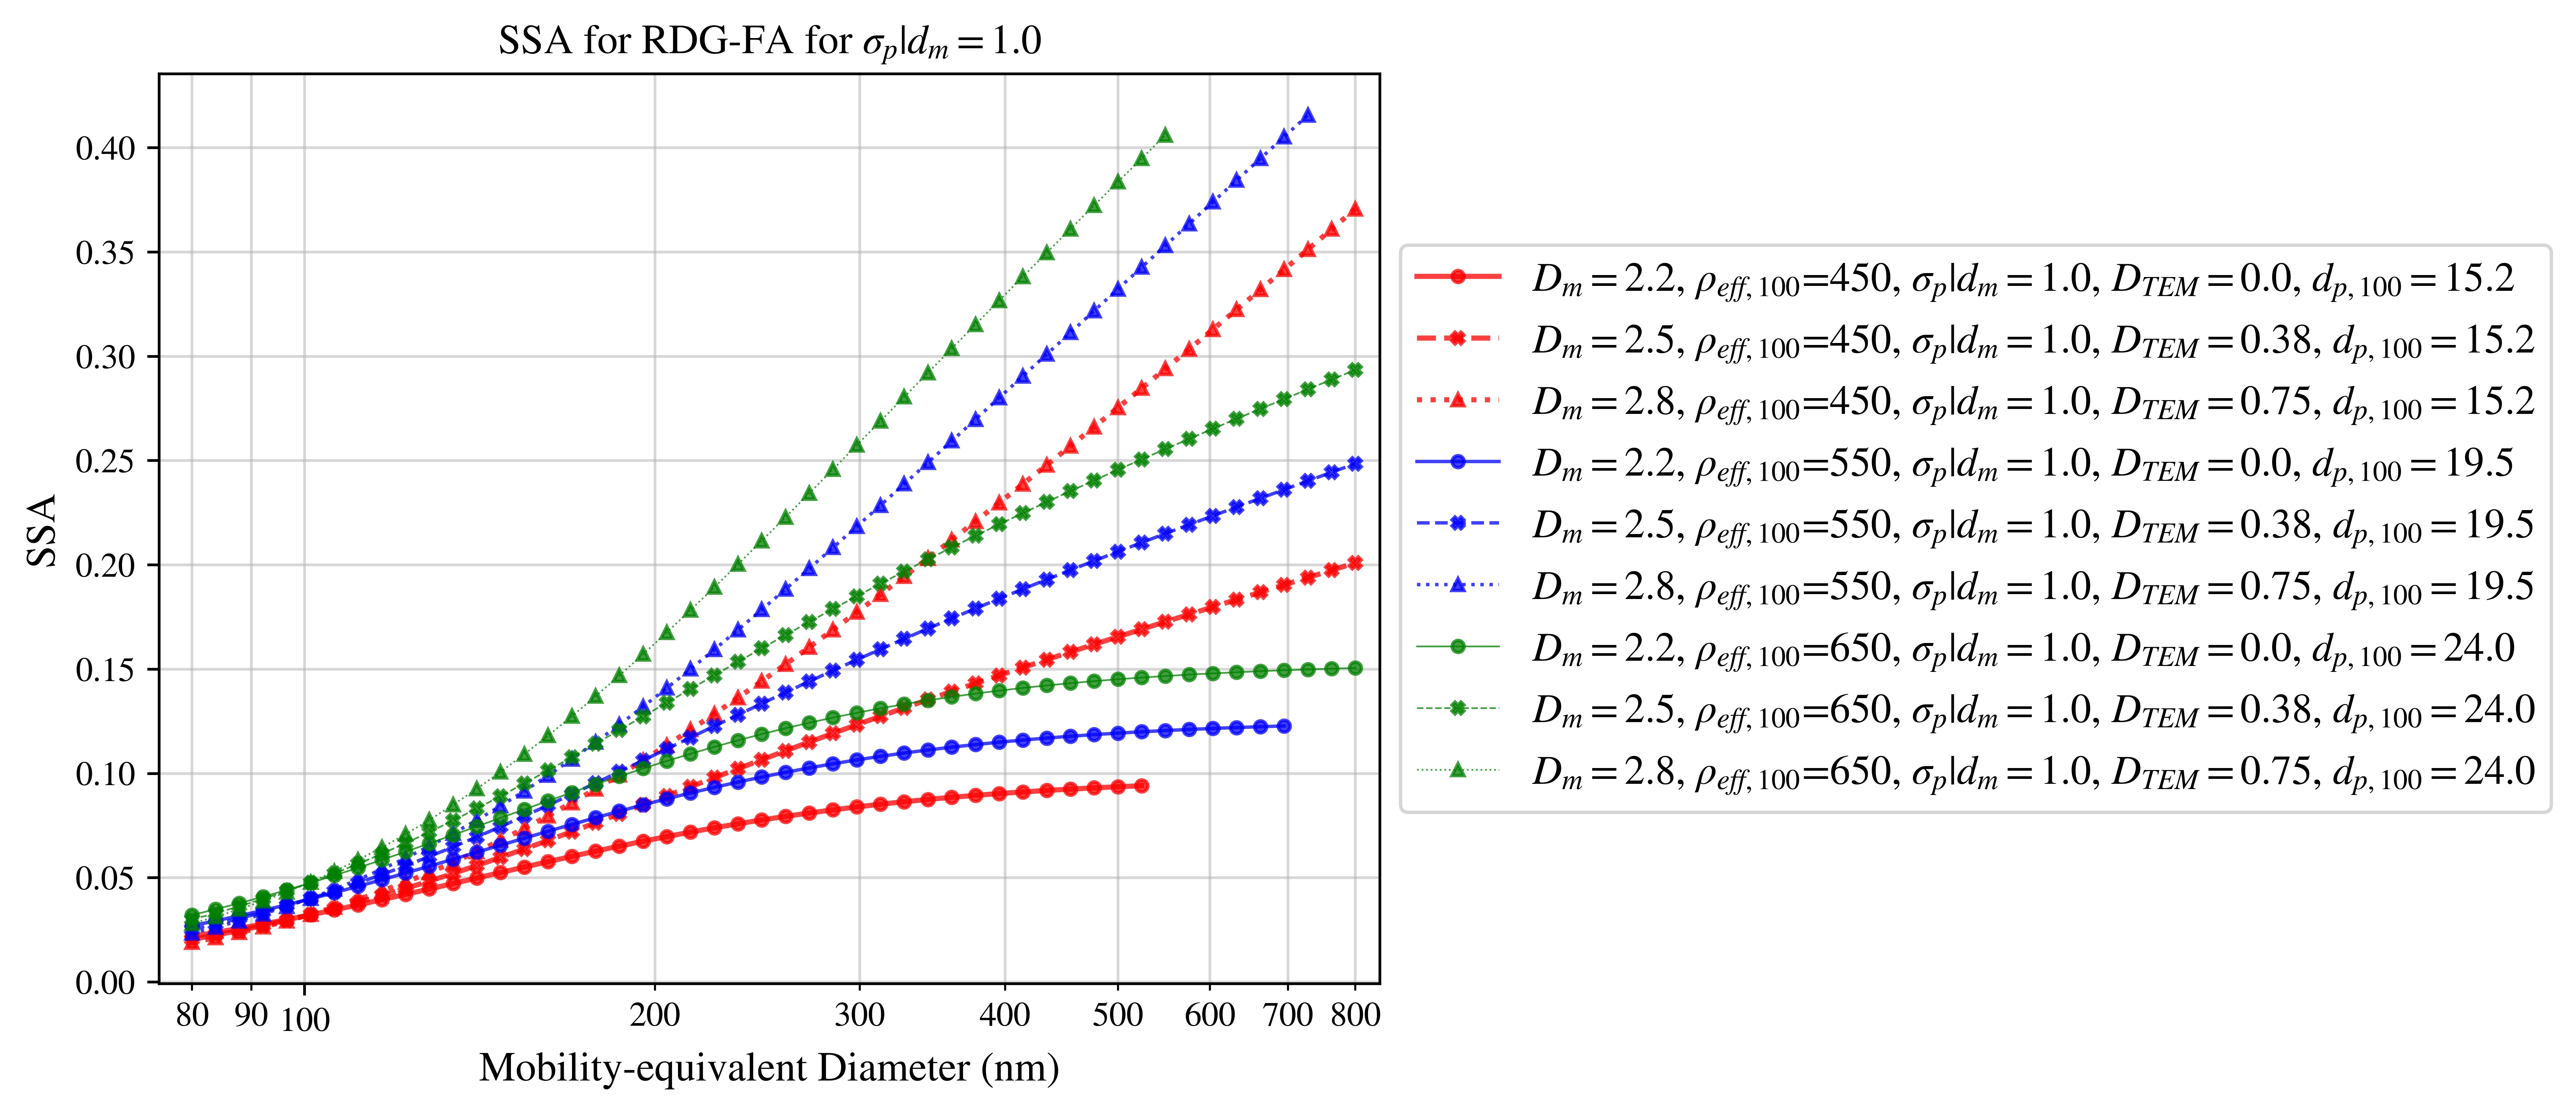 SSA for RDG-FA for σp|dm = 1.0
SSA
0.40
0.35
0.30
0.25
0.20
0.15
0.10
0.05
0.00
80 90 100 200 300 400 500 600 700 800
Mobility-equivalent Diameter (nm)
Dm = 2.2, ρeff,100=450, σp|dm = 1.0, DTEM = 0.0, dp,100 = 15.2
Dm = 2.5, ρeff,100=450, σp|dm = 1.0, DTEM = 0.38, dp,100 = 15.2
Dm = 2.8, ρeff,100=450, σp|dm = 1.0, DTEM = 0.75, dp,100 = 15.2
Dm = 2.2, ρeff,100=550, σp|dm = 1.0, DTEM = 0.0, dp,100 = 19.5
Dm = 2.5, ρeff,100=550, σp|dm = 1.0, DTEM = 0.38, dp,100 = 19.5
Dm = 2.8, ρeff,100=550, σp|dm = 1.0, DTEM = 0.75, dp,100 = 19.5
Dm = 2.2, ρeff,100=650, σp|dm = 1.0, DTEM = 0.0, dp,100 = 24.0
Dm = 2.5, ρeff,100=650, σp|dm = 1.0, DTEM = 0.38, dp,100 = 24.0
Dm = 2.8, ρeff,100=650, σp|dm = 1.0, DTEM = 0.75, dp,100 = 24.0